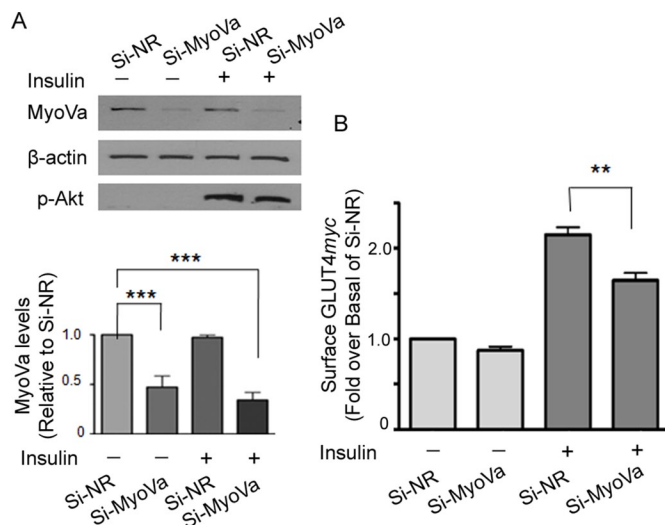 A
Si-NR Si-MyoVa Si-NR Si-MyoVa
Insulin − − + +
MyoVa
β-actin
p-Akt
MyoVa levels
(Relative to Si-NR)
***
***
1.0
0.5
0
Insulin − − + +
Si-NR Si-MyoVa Si-NR Si-MyoVa
B
Surface GLUT4myc
(Fold over Basal of Si-NR)
**
2.0
1.0
0
Insulin − − + +
Si-NR Si-MyoVa Si-NR Si-MyoVa